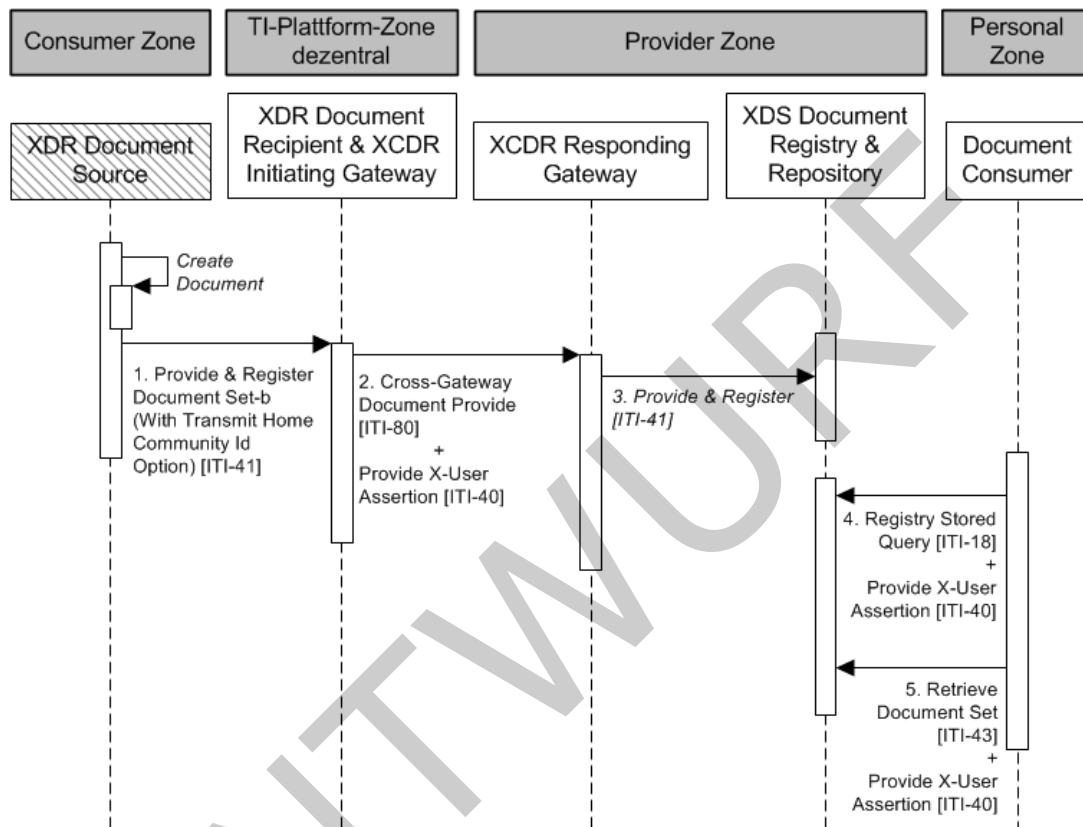 Consumer Zone
TI-Plattform-Zone
dezentral
Provider Zone
Personal
Zone
XDR Document
Source
XDR Document
Recipient & XCDR
Initiating Gateway
XCDR Responding
Gateway
XDS Document
Registry &
Repository
Document
Consumer
Create
Document
1. Provide & Register
Document Set-b
(With Transmit Home
Community Id
Option) [ITI-41]
2. Cross-Gateway
Document Provide
[ITI-80]
+
Provide X-User
Assertion [ITI-40]
3. Provide & Register
[ITI-41]
4. Registry Stored
Query [ITI-18]
+
Provide X-User
Assertion [ITI-40]
5. Retrieve
Document Set
[ITI-43]
+
Provide X-User
Assertion [ITI-40]
NTWURF